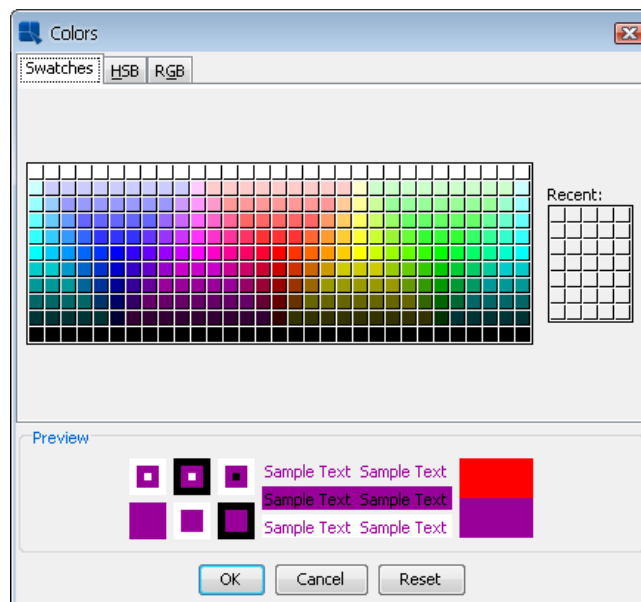 Colors
Swatches HSB RGB
Recent:
Preview
Sample Text Sample Text
Sample Text Sample Text
Sample Text Sample Text
OK Cancel Reset